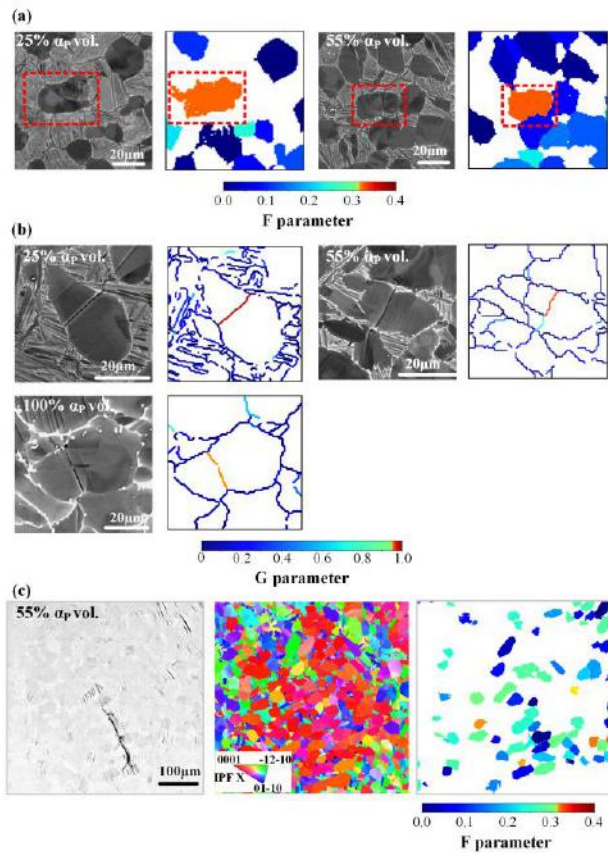 (a)
25% αP vol.
55% αP vol.
20μm
20μm
0.0 0.1 0.2 0.3 0.4
F parameter
(b)
25% αP vol.
55% αP vol.
20μm
20μm
100% αP vol.
20μm
0 0.2 0.4 0.6 0.8 1.0
G parameter
(c)
55% αP vol.
100μm
0001 -12-10
IPF X
01-10
0.0 0.1 0.2 0.3 0.4
F parameter